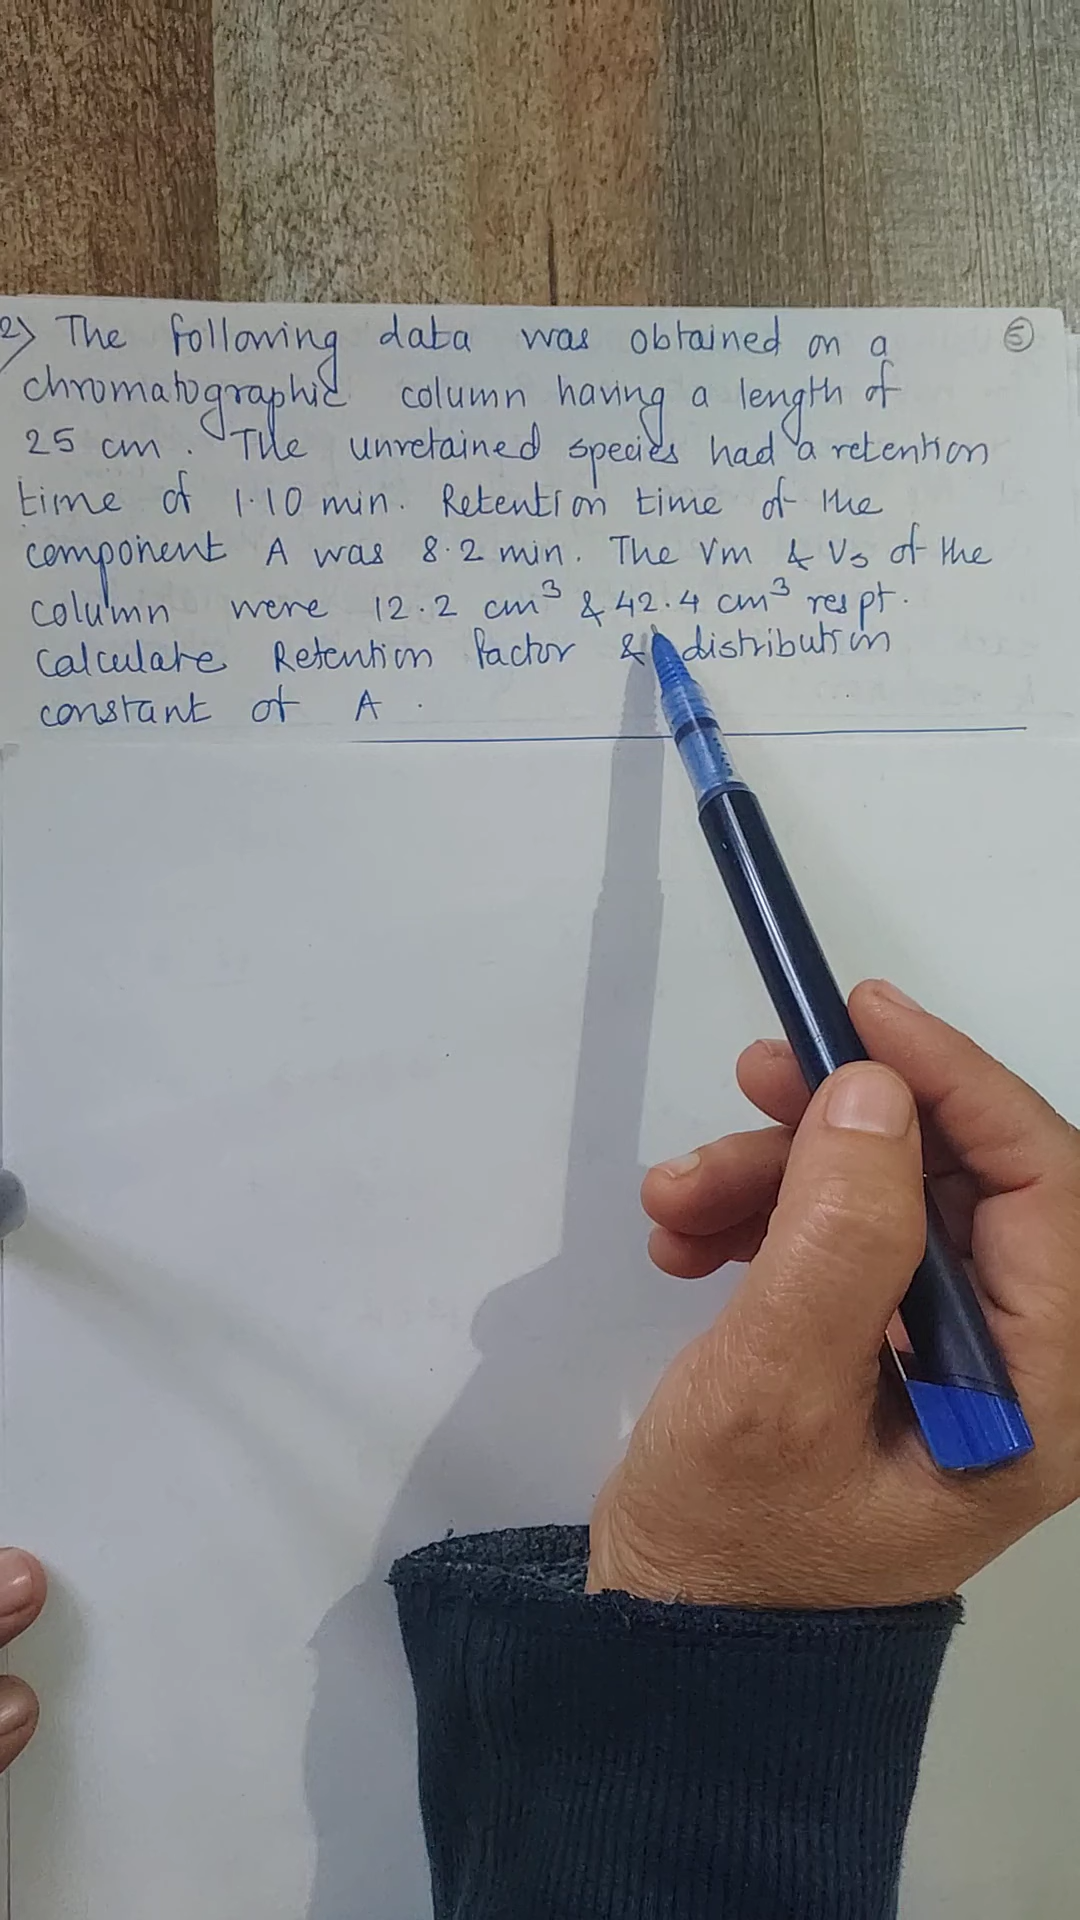 2) The following data was obtained on a ⑤
chromatographic column having a length of
25 cm. The unretained species had a retention
time of 1.10 min. Retention time of the
component A was 8.2 min. The Vm & Vs of the
column were 12.2 cm³ & 42.4 cm³ respt.
Calculate Retention factor & distribution
constant of A.